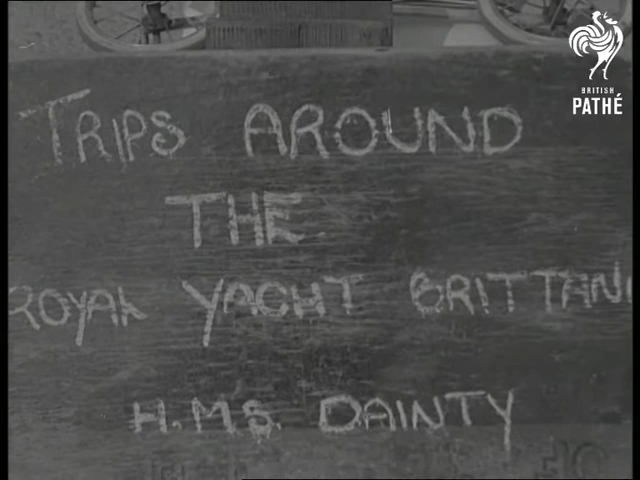 BRITISH
PATHÉ
TRIPS AROUND
THE
ROYAL YACHT BRITTANI
H.M.S. DAINTY